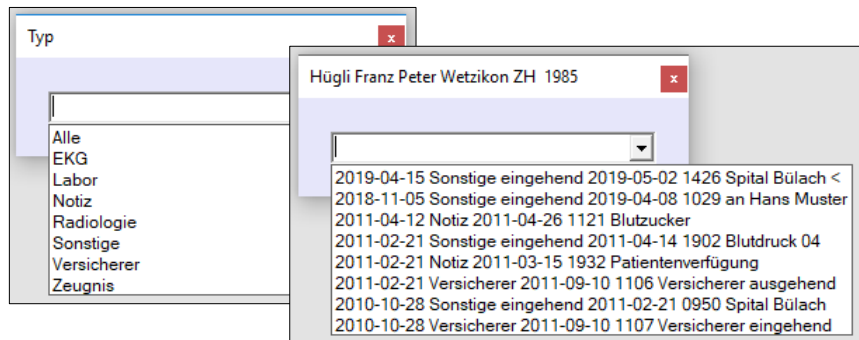 Typ
x
Alle
EKG
Labor
Notiz
Radiologie
Sonstige
Versicherer
Zeugnis
Hügli Franz Peter Wetzikon ZH 1985
x
2019-04-15 Sonstige eingehend 2019-05-02 1426 Spital Bülach <
2018-11-05 Sonstige eingehend 2019-04-08 1029 an Hans Muster
2011-04-12 Notiz 2011-04-26 1121 Blutzucker
2011-02-21 Sonstige eingehend 2011-04-14 1902 Blutdruck 04
2011-02-21 Notiz 2011-03-15 1932 Patientenverfügung
2011-02-21 Versicherer 2011-09-10 1106 Versicherer ausgehend
2010-10-28 Sonstige eingehend 2011-02-21 0950 Spital Bülach
2010-10-28 Versicherer 2011-09-10 1107 Versicherer eingehend